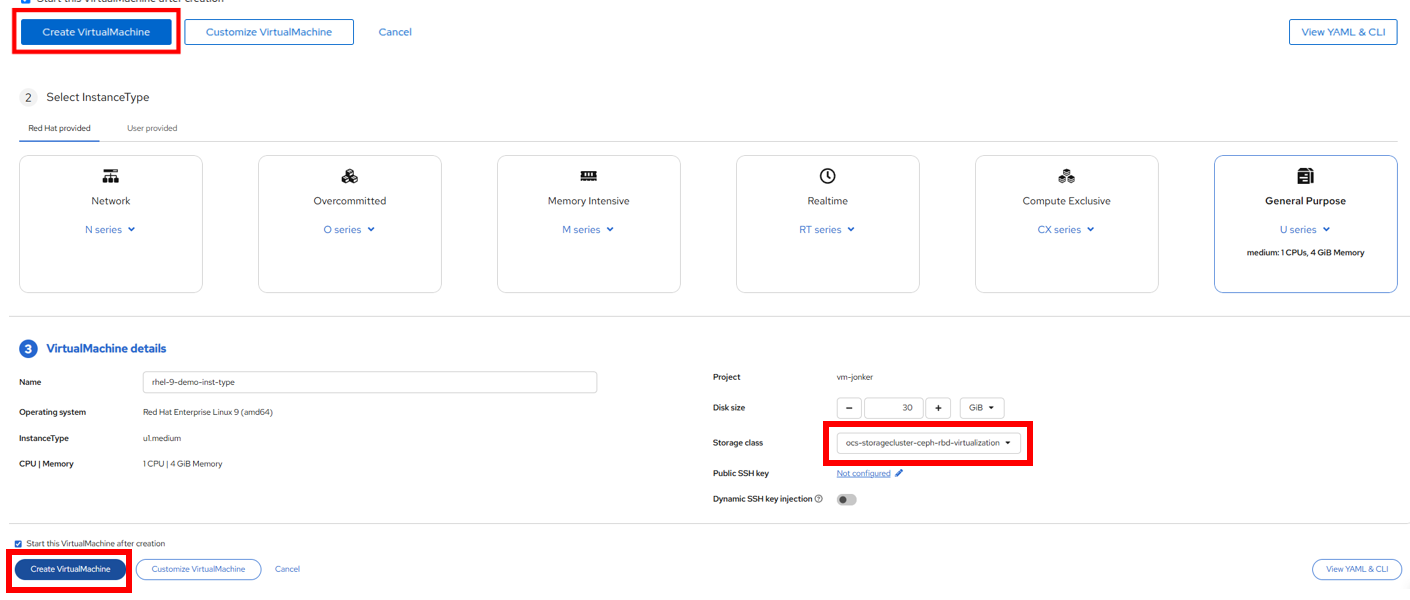 Start this VirtualMachine after creation
Create VirtualMachine Customize VirtualMachine Cancel View YAML & CLI
2 Select InstanceType
Red Hat provided User provided
Network Overcommitted Memory Intensive Realtime Compute Exclusive General Purpose
N series O series M series RT series CX series U series
medium: 1 CPUs, 4 GiB Memory
3 VirtualMachine details
Name rhel-9-demo-inst-type
Operating system Red Hat Enterprise Linux 9 (amd64)
InstanceType u1.medium
CPU | Memory 1 CPU | 4 GiB Memory
Project vm-jonker
Disk size − 30 + GiB
Storage class ocs-storagecluster-ceph-rbd-virtualization
Public SSH key Not configured
Dynamic SSH key injection
Start this VirtualMachine after creation
Create VirtualMachine Customize VirtualMachine Cancel View YAML & CLI